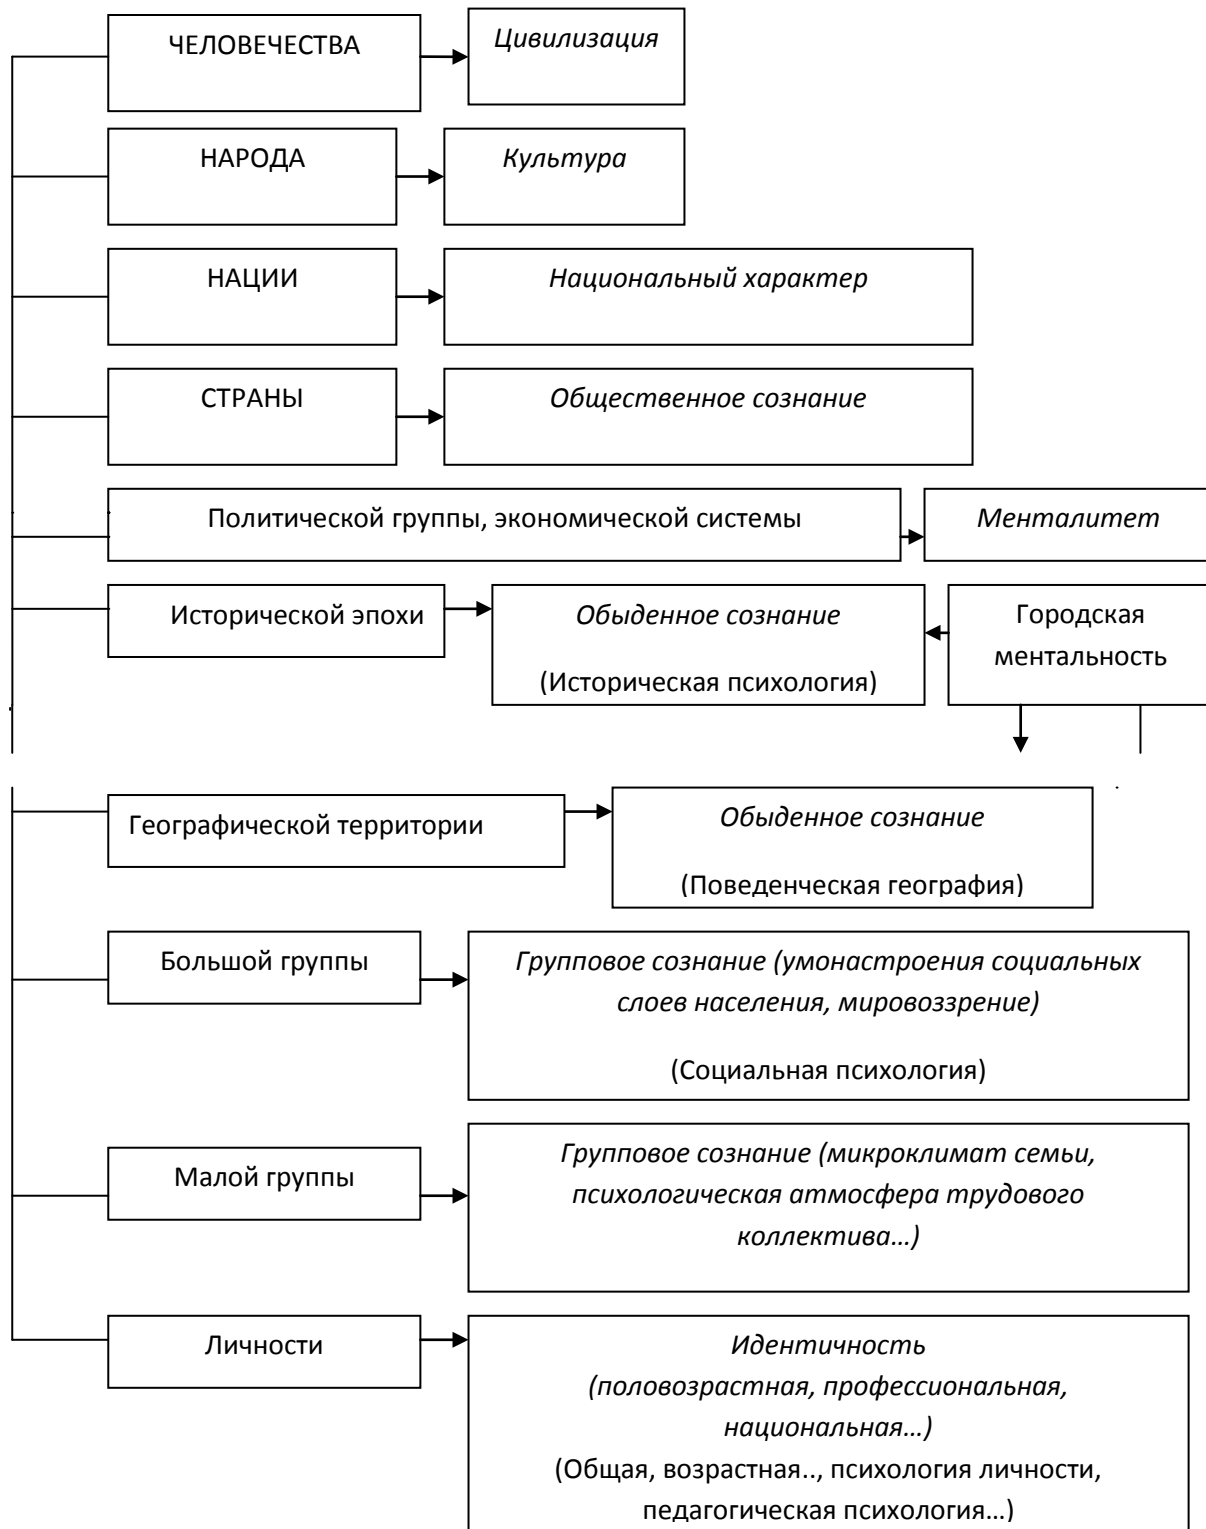 ЧЕЛОВЕЧЕСТВА
Цивилизация
НАРОДА
Культура
НАЦИИ
Национальный характер
СТРАНЫ
Общественное сознание
Политической группы, экономической системы
Менталитет
Исторической эпохи
Обыденное сознание
(Историческая психология)
Городская
ментальность
Географической территории
Обыденное сознание
(Поведенческая география)
Большой группы
Групповое сознание (умонастроения социальных
слоев населения, мировоззрение)
(Социальная психология)
Малой группы
Групповое сознание (микроклимат семьи,
психологическая атмосфера трудового
коллектива…)
Личности
Идентичность
(половозрастная, профессиональная,
национальная…)
(Общая, возрастная.., психология личности,
педагогическая психология…)